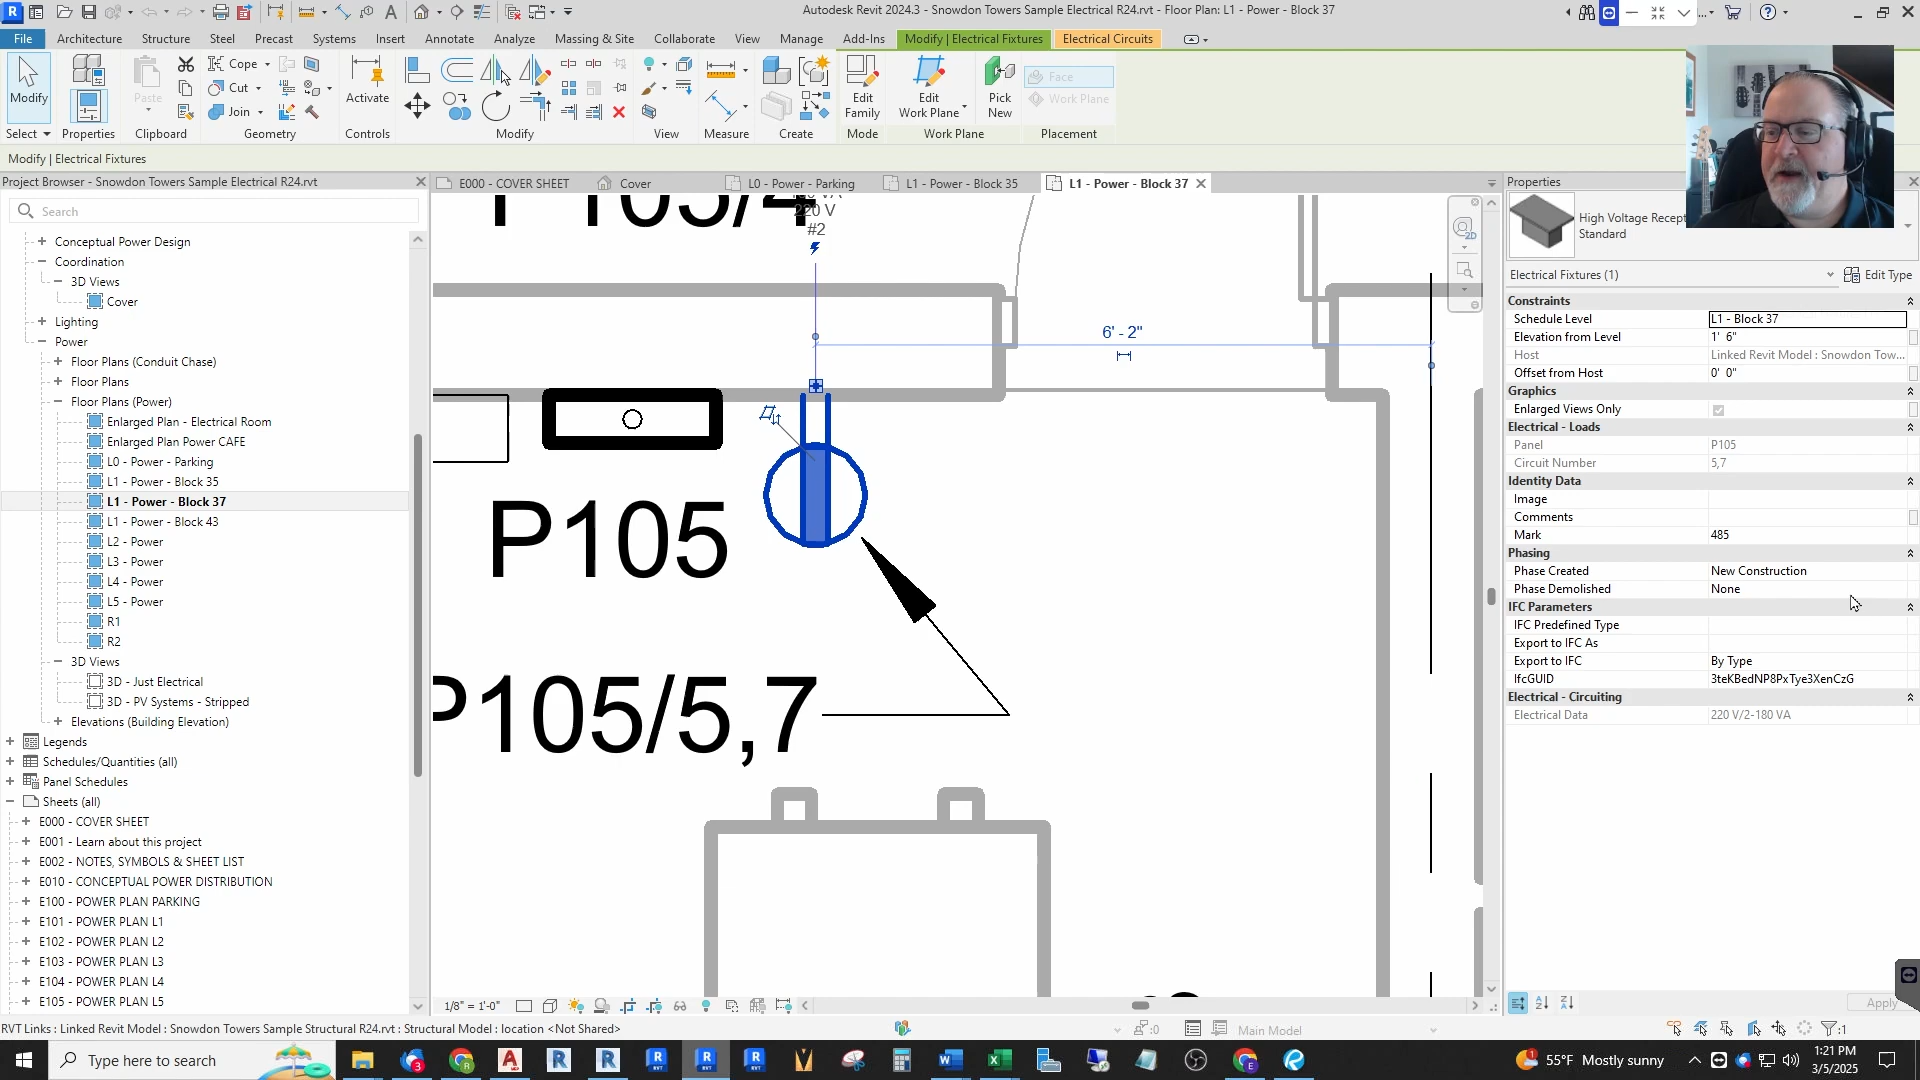 Autodesk Revit 2024.3 - Snowdon Towers Sample Electrical R24.rvt - Floor Plan: L1 - Power - Block 37
File
Architecture
Structure
Steel
Precast
Systems
Insert
Annotate
Analyze
Massing & Site
Collaborate
View
Manage
Add-Ins
Modify | Electrical Fixtures
Electrical Circuits
Modify
Select
Properties
Paste
Clipboard
Cope
Cut
Join
Geometry
Activate
Controls
Modify
View
Measure
Create
Edit
Family
Mode
Edit
Work Plane
Work Plane
Pick
New
Face
Work Plane
Placement
Modify | Electrical Fixtures
Project Browser - Snowdon Towers Sample Electrical R24.rvt
Search
Conceptual Power Design
Coordination
3D Views
Cover
Lighting
Power
Floor Plans (Conduit Chase)
Floor Plans
Floor Plans (Power)
Enlarged Plan - Electrical Room
Enlarged Plan Power CAFE
L0 - Power - Parking
L1 - Power - Block 35
L1 - Power - Block 37
L1 - Power - Block 43
L2 - Power
L3 - Power
L4 - Power
L5 - Power
R1
R2
3D Views
3D - Just Electrical
3D - PV Systems - Stripped
Elevations (Building Elevation)
Legends
Schedules/Quantities (all)
Panel Schedules
Sheets (all)
E000 - COVER SHEET
E001 - Learn about this project
E002 - NOTES, SYMBOLS & SHEET LIST
E010 - CONCEPTUAL POWER DISTRIBUTION
E100 - POWER PLAN PARKING
E101 - POWER PLAN L1
E102 - POWER PLAN L2
E103 - POWER PLAN L3
E104 - POWER PLAN L4
E105 - POWER PLAN L5
E000 - COVER SHEET
Cover
L0 - Power - Parking
L1 - Power - Block 35
L1 - Power - Block 37
P105/4
220 V
#2
6' - 2"
P105
P105/5,7
1/8" = 1'-0"
Properties
High Voltage Recept
Standard
Electrical Fixtures (1)
Edit Type
Constraints
Schedule Level L1 - Block 37
Elevation from Level 1' 6"
Host Linked Revit Model : Snowdon Tow...
Offset from Host 0' 0"
Graphics
Enlarged Views Only
Electrical - Loads
Panel P105
Circuit Number 5,7
Identity Data
Image
Comments
Mark 485
Phasing
Phase Created New Construction
Phase Demolished None
IFC Parameters
IFC Predefined Type
Export to IFC As
Export to IFC By Type
IfcGUID 3teKBedNP8PxTye3XenCzG
Electrical - Circuiting
Electrical Data 220 V/2-180 VA
Apply
RVT Links : Linked Revit Model : Snowdon Towers Sample Structural R24.rvt : Structural Model : location <Not Shared>
:0
Main Model
:1
Type here to search
55°F Mostly sunny
1:21 PM
3/5/2025